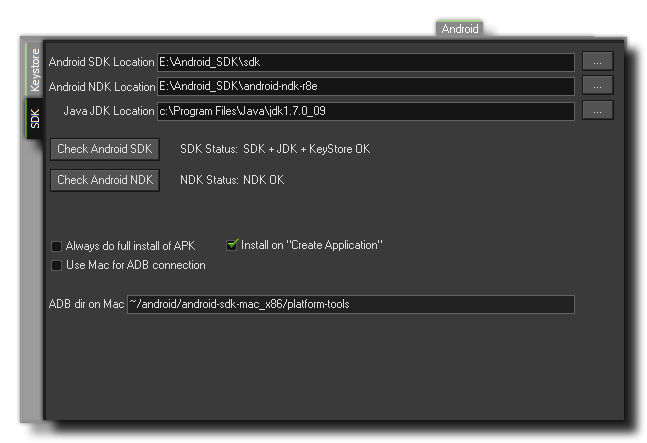 Android
Keystore
SDK
Android SDK Location E:\Android_SDK\sdk ...
Android NDK Location E:\Android_SDK\android-ndk-r8e ...
Java JDK Location c:\Program Files\Java\jdk1.7.0_09 ...
Check Android SDK SDK Status: SDK + JDK + KeyStore OK
Check Android NDK NDK Status: NDK OK
Always do full install of APK Install on "Create Application"
Use Mac for ADB connection
ADB dir on Mac ~/android/android-sdk-mac_x86/platform-tools